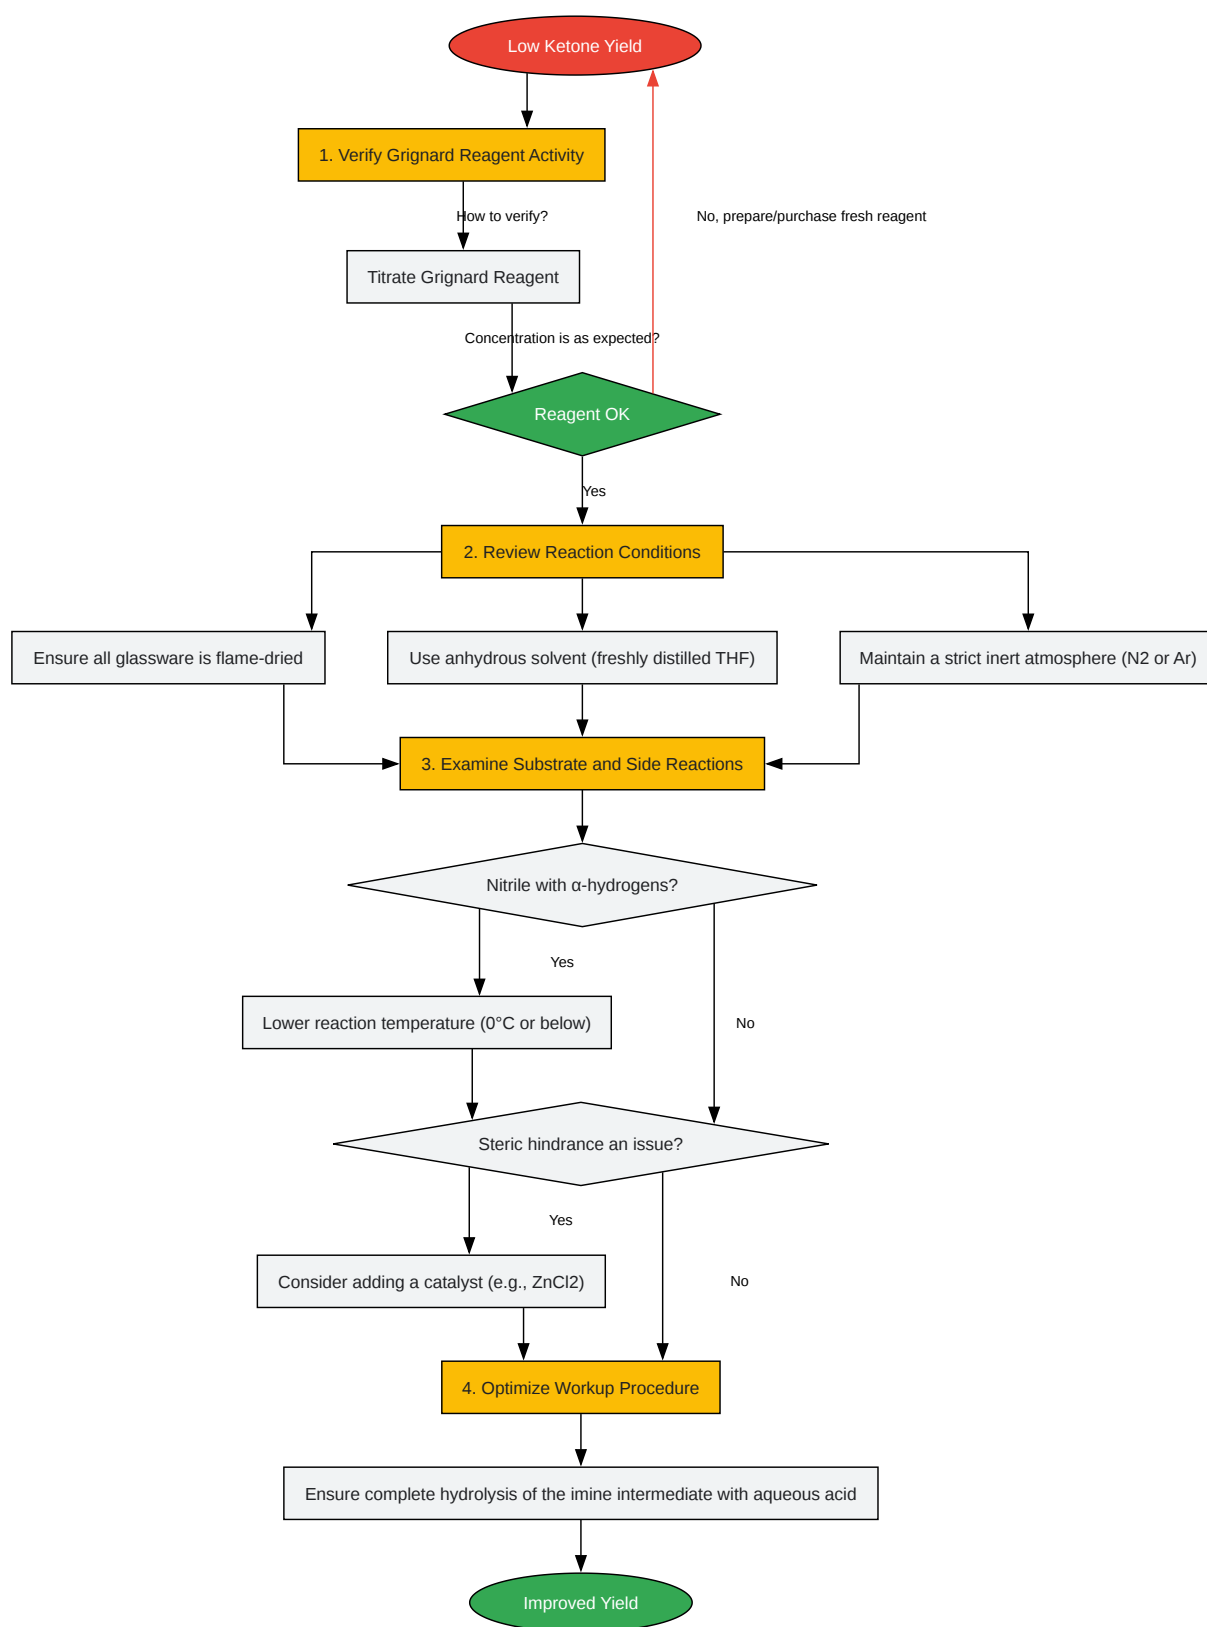 Low Ketone Yield
1. Verify Grignard Reagent Activity
How to verify?
No, prepare/purchase fresh reagent
Titrate Grignard Reagent
Concentration is as expected?
Reagent OK
Yes
2. Review Reaction Conditions
Ensure all glassware is flame-dried
Use anhydrous solvent (freshly distilled THF)
Maintain a strict inert atmosphere (N2 or Ar)
3. Examine Substrate and Side Reactions
Nitrile with α-hydrogens?
Yes
Lower reaction temperature (0°C or below)
No
Steric hindrance an issue?
Yes
Consider adding a catalyst (e.g., ZnCl2)
No
4. Optimize Workup Procedure
Ensure complete hydrolysis of the imine intermediate with aqueous acid
Improved Yield